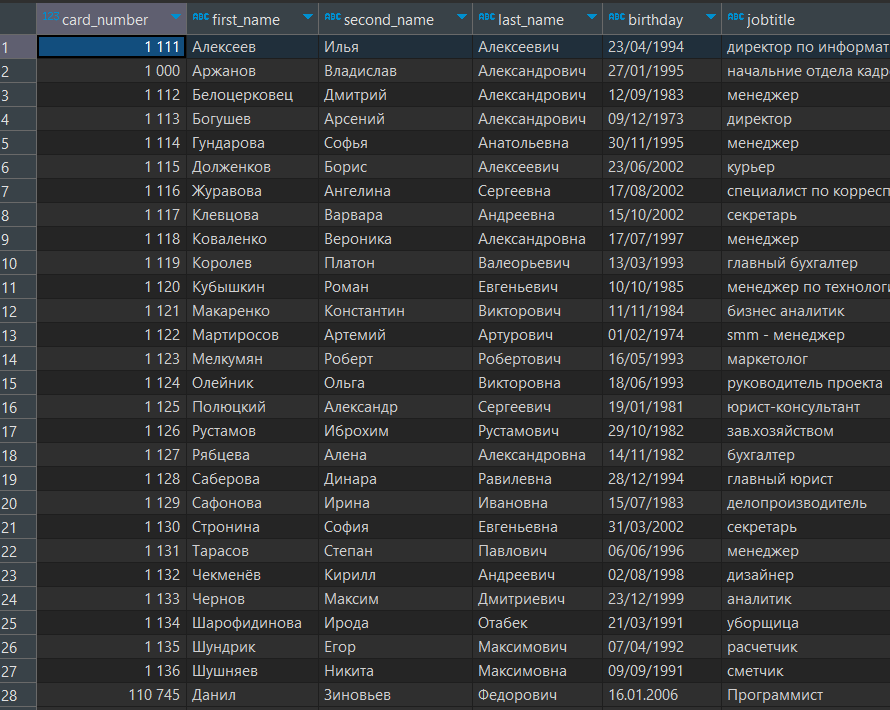 123 card_number ABC first_name ABC second_name ABC last_name ABC birthday ABC jobtitle
1 1 111 Алексеев Илья Алексеевич 23/04/1994 директор по информат
2 1 000 Аржанов Владислав Александрович 27/01/1995 начальние отдела кадр
3 1 112 Белоцерковец Дмитрий Александрович 12/09/1983 менеджер
4 1 113 Богушев Арсений Александрович 09/12/1973 директор
5 1 114 Гундарова Софья Анатольевна 30/11/1995 менеджер
6 1 115 Долженков Борис Алексеевич 23/06/2002 курьер
7 1 116 Журавова Ангелина Сергеевна 17/08/2002 специалист по корресп
8 1 117 Клевцова Варвара Андреевна 15/10/2002 секретарь
9 1 118 Коваленко Вероника Александровна 17/07/1997 менеджер
10 1 119 Королев Платон Валеорьевич 13/03/1993 главный бухгалтер
11 1 120 Кубышкин Роман Евгеньевич 10/10/1985 менеджер по технологи
12 1 121 Макаренко Константин Викторович 11/11/1984 бизнес аналитик
13 1 122 Мартиросов Артемий Артурович 01/02/1974 smm - менеджер
14 1 123 Мелкумян Роберт Робертович 16/05/1993 маркетолог
15 1 124 Олейник Ольга Викторовна 18/06/1993 руководитель проекта
16 1 125 Полюцкий Александр Сергеевич 19/01/1981 юрист-консультант
17 1 126 Рустамов Иброхим Рустамович 29/10/1982 зав.хозяйством
18 1 127 Рябцева Алена Александровна 14/11/1982 бухгалтер
19 1 128 Саберова Динара Равилевна 28/12/1994 главный юрист
20 1 129 Сафонова Ирина Ивановна 15/07/1983 делопроизводитель
21 1 130 Стронина София Евгеньевна 31/03/2002 секретарь
22 1 131 Тарасов Степан Павлович 06/06/1996 менеджер
23 1 132 Чекменёв Кирилл Андреевич 02/08/1998 дизайнер
24 1 133 Чернов Максим Дмитриевич 23/12/1999 аналитик
25 1 134 Шарофидинова Ирода Отабек 21/03/1991 уборщица
26 1 135 Шундрик Егор Максимович 07/04/1992 расчетчик
27 1 136 Шушняев Никита Максимовна 09/09/1991 сметчик
28 110 745 Данил Зиновьев Федорович 16.01.2006 Программист